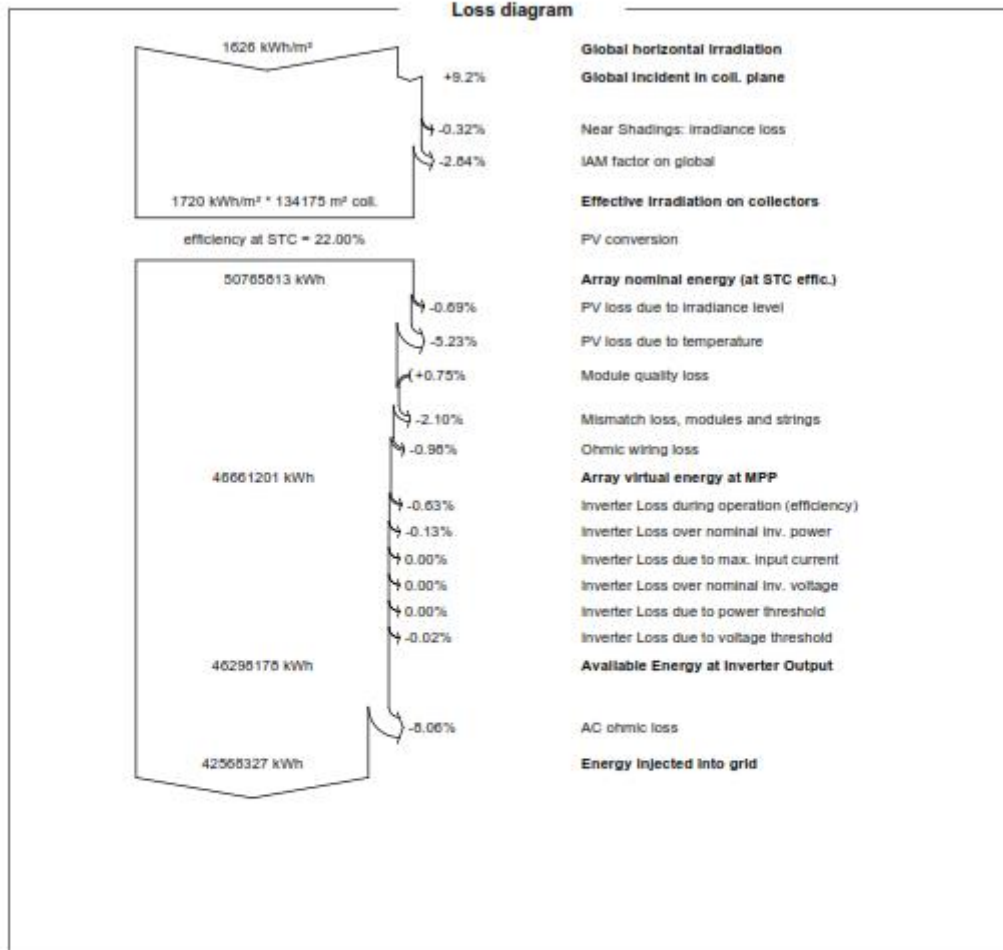 Loss diagram
1626 kWh/m² Global horizontal irradiation
+9.2% Global incident in coll. plane
-0.32% Near Shadings: irradiance loss
-2.84% IAM factor on global
1720 kWh/m² * 134175 m² coll. Effective irradiation on collectors
efficiency at STC = 22.00% PV conversion
50765813 kWh Array nominal energy (at STC effic.)
-0.69% PV loss due to irradiance level
-5.23% PV loss due to temperature
+0.75% Module quality loss
-2.10% Mismatch loss, modules and strings
-0.98% Ohmic wiring loss
46661201 kWh Array virtual energy at MPP
-0.63% Inverter Loss during operation (efficiency)
-0.13% Inverter Loss over nominal inv. power
0.00% Inverter Loss due to max. input current
0.00% Inverter Loss over nominal inv. voltage
0.00% Inverter Loss due to power threshold
-0.02% Inverter Loss due to voltage threshold
46298178 kWh Available Energy at Inverter Output
-8.06% AC ohmic loss
42568327 kWh Energy injected into grid